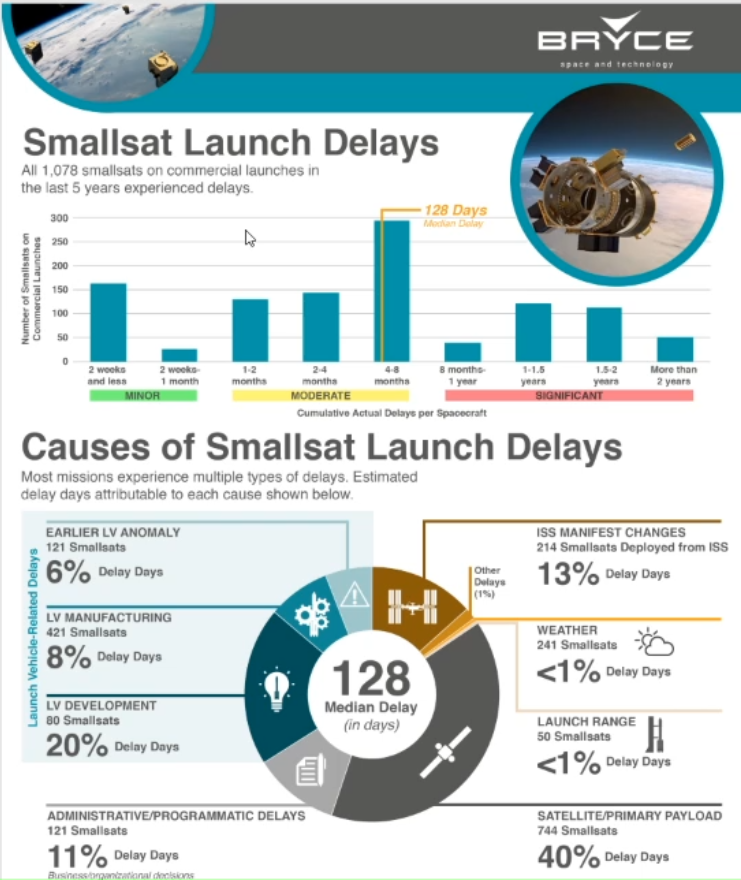 BRYCE
space and technology
Smallsat Launch Delays
All 1,078 smallsats on commercial launches in
the last 5 years experienced delays.
128 Days
Median Delay
Number of Smallsats on
Commercial Launches
300
250
200
150
100
50
0
2 weeks
and less
2 weeks-
1 month
1-2
months
2-4
months
4-8
months
8 months-
1 year
1-1.5
years
1.5-2
years
More than
2 years
MINOR
MODERATE
SIGNIFICANT
Cumulative Actual Delays per Spacecraft
Causes of Smallsat Launch Delays
Most missions experience multiple types of delays. Estimated
delay days attributable to each cause shown below.
Launch Vehicle-Related Delays
EARLIER LV ANOMALY
121 Smallsats
6% Delay Days
LV MANUFACTURING
421 Smallsats
8% Delay Days
LV DEVELOPMENT
80 Smallsats
20% Delay Days
ADMINISTRATIVE/PROGRAMMATIC DELAYS
121 Smallsats
11% Delay Days
Business/organizational decisions
128
Median Delay
(in days)
Other
Delays
(1%)
ISS MANIFEST CHANGES
214 Smallsats Deployed from ISS
13% Delay Days
WEATHER
241 Smallsats
<1% Delay Days
LAUNCH RANGE
50 Smallsats
<1% Delay Days
SATELLITE/PRIMARY PAYLOAD
744 Smallsats
40% Delay Days